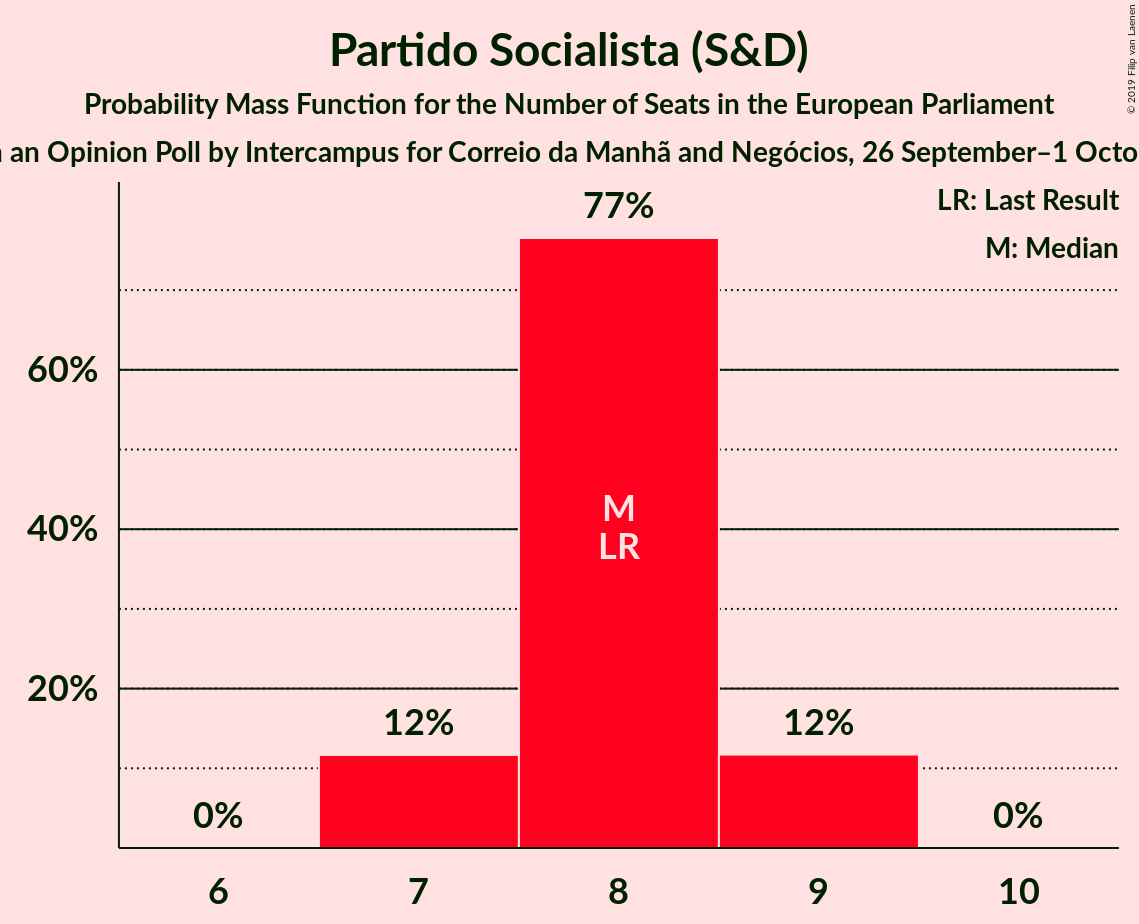 Partido Socialista (S&D)
Probability Mass Function for the Number of Seats in the European Parliament
an Opinion Poll by Intercampus for Correio da Manhã and Negócios, 26 September–1 Octo
© 2019 Filip van Laenen
LR: Last Result
M: Median
77%
60%
40%
20%
M
LR
12%
12%
0%
0%
6
7
8
9
10